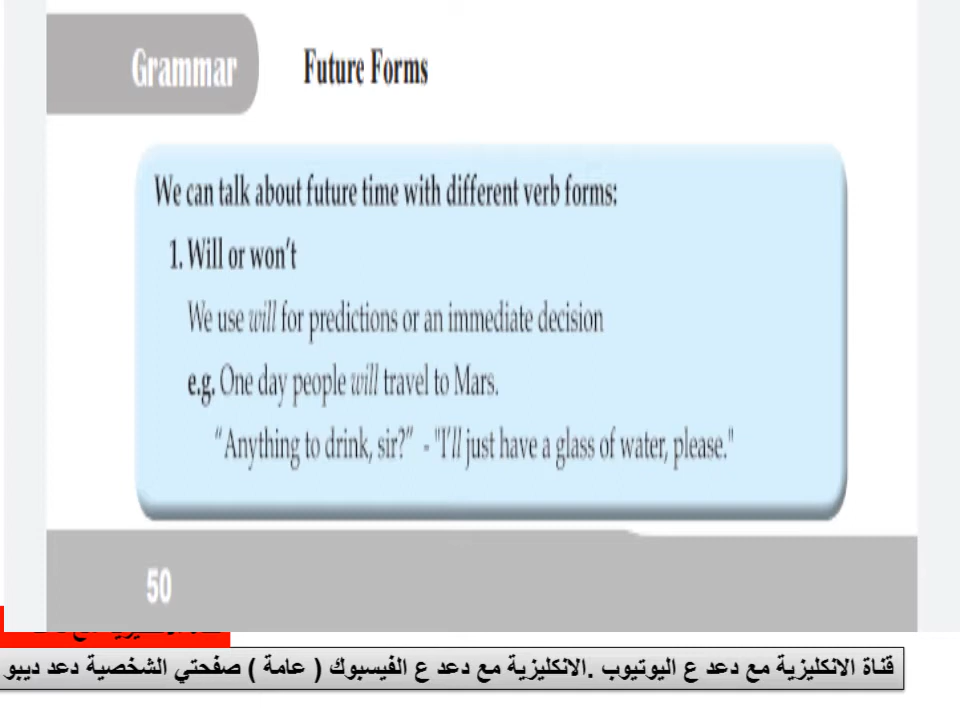 Grammar Future Forms
We can talk about future time with different verb forms:
1. Will or won't
We use will for predictions or an immediate decision
e.g. One day people will travel to Mars.
“Anything to drink, sir?” - "I'll just have a glass of water, please."
50
قناة الانكليزية مع دعد ع اليوتيوب .الانكليزية مع دعد ع الفيسبوك ( عامة ) صفحتي الشخصية دعد ديبو